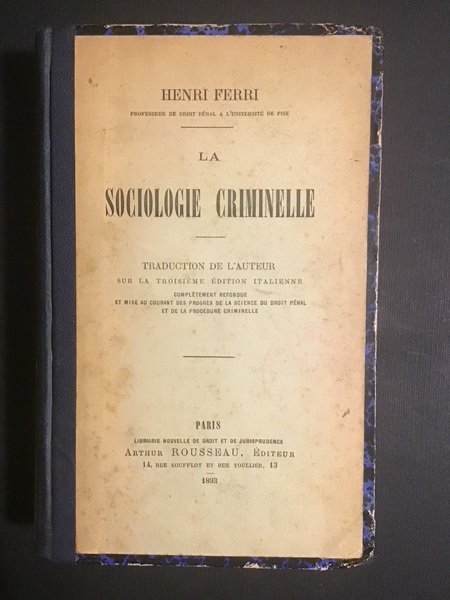 HENRI FERRI
PROFESSEUR DE DROIT PÉNAL A L'UNIVERSITÉ DE PISE
LA
SOCIOLOGIE CRIMINELLE
TRADUCTION DE L'AUTEUR
SUR LA TROISIÈME ÉDITION ITALIENNE
COMPLÈTEMENT REFONDUE
ET MISE AU COURANT DES PROGRÈS DE LA SCIENCE DU DROIT PÉNAL
ET DE LA PROCÉDURE CRIMINELLE
PARIS
LIBRAIRIE NOUVELLE DE DROIT ET DE JURISPRUDENCE
ARTHUR ROUSSEAU, ÉDITEUR
14, RUE SOUFFLOT ET RUE TOULLIER, 13
1893